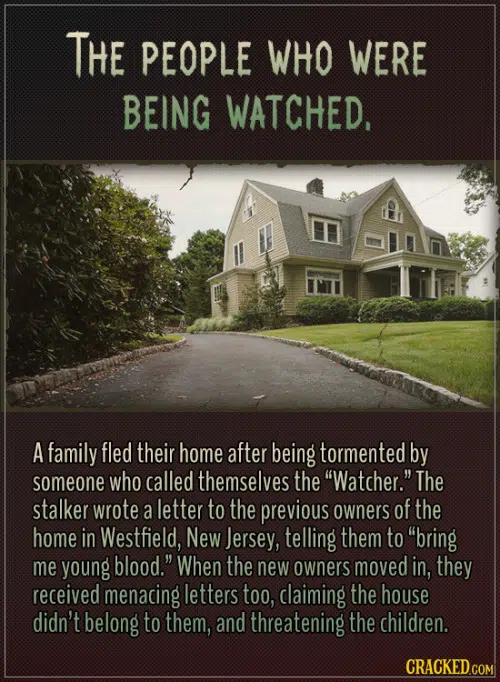 THE PEOPLE WHO WERE
BEING WATCHED.
A family fled their home after being tormented by
someone who called themselves the “Watcher.” The
stalker wrote a letter to the previous owners of the
home in Westfield, New Jersey, telling them to “bring
me young blood.” When the new owners moved in, they
received menacing letters too, claiming the house
didn’t belong to them, and threatening the children.
CRACKED.COM